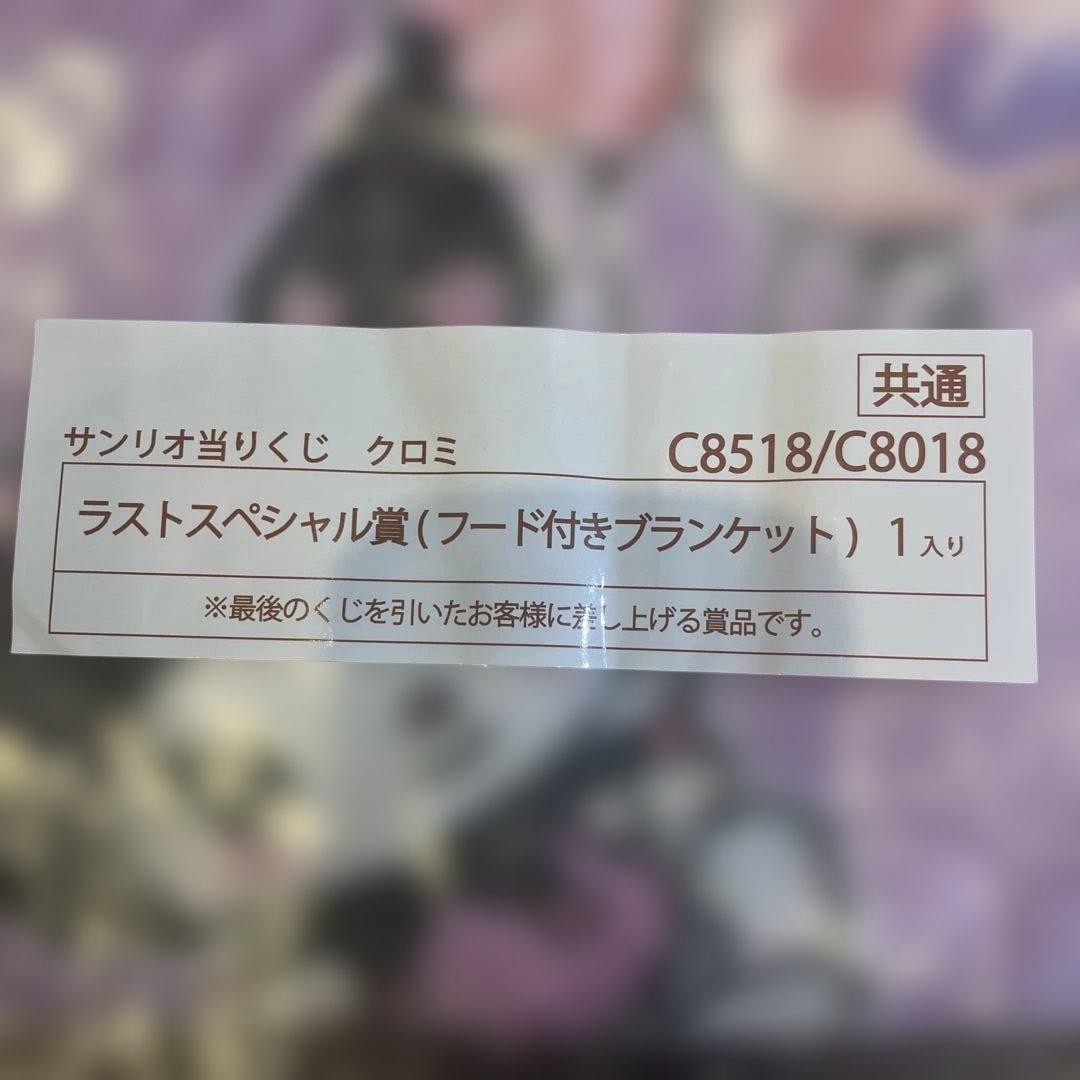 共通
サンリオ当りくじ　クロミ　C8518/C8018
ラストスペシャル賞(フード付きブランケット) 1入り
※最後のくじを引いたお客様に差し上げる賞品です。